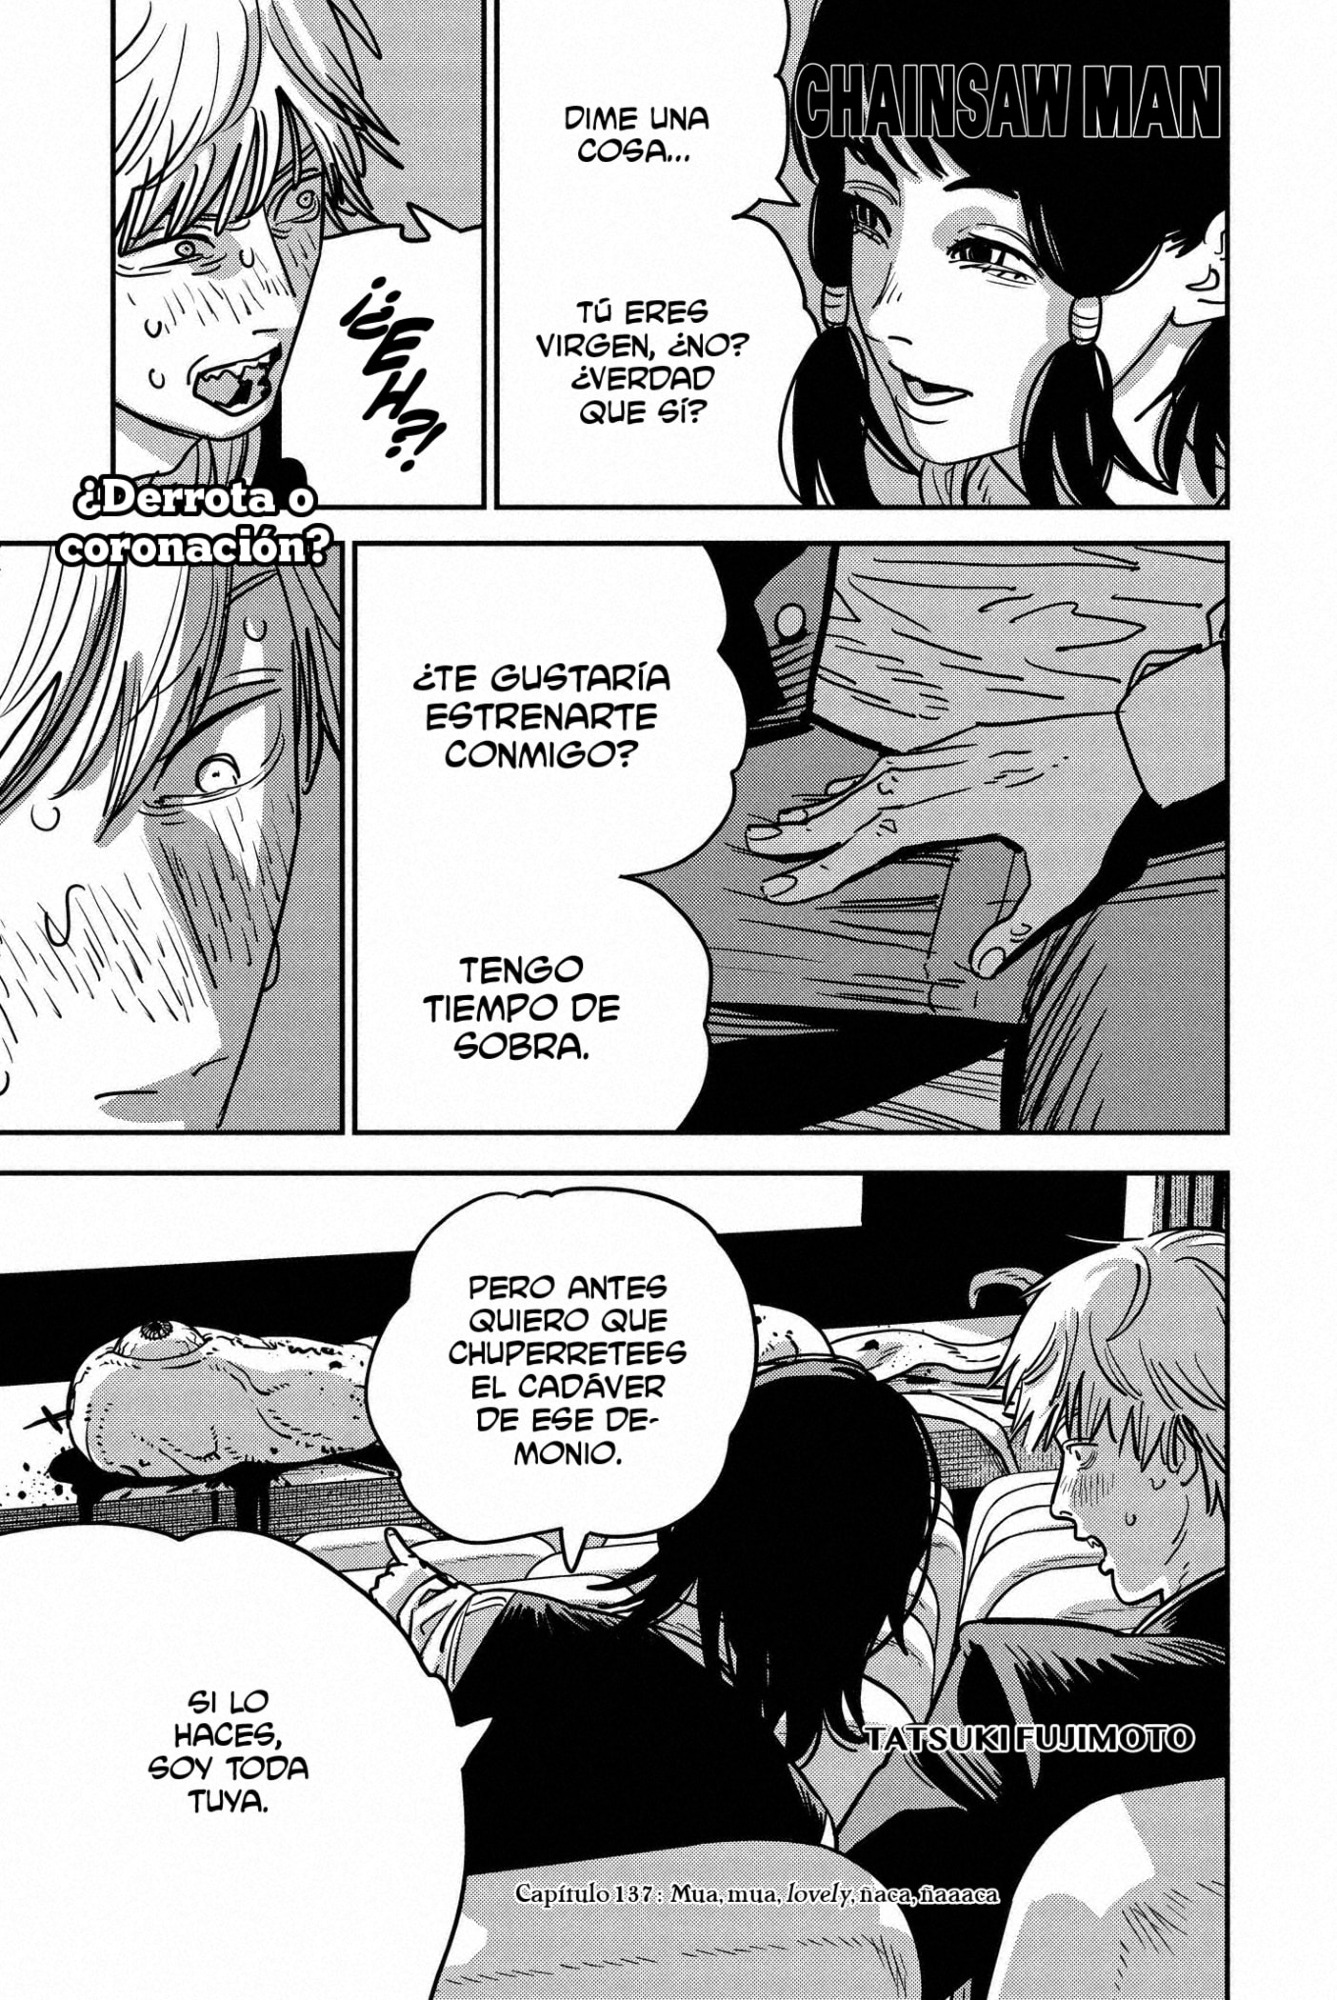 CHAINSAW MAN
DIME UNA
COSA...
TÚ ERES
VIRGEN, ¿NO?
¿VERDAD
QUE SÍ?
¡¿EH?!
¿Derrota o
coronación?
¿TE GUSTARÍA
ESTRENARTE
CONMIGO?
TENGO
TIEMPO DE
SOBRA.
PERO ANTES
QUIERO QUE
CHUPERRETEES
EL CADÁVER
DE ESE DE-
MONIO.
SI LO
HACES,
SOY TODA
TUYA.
TATSUKI FUJIMOTO
Capítulo 137: Mua, mua, lovely, ñaca, ñaaaca